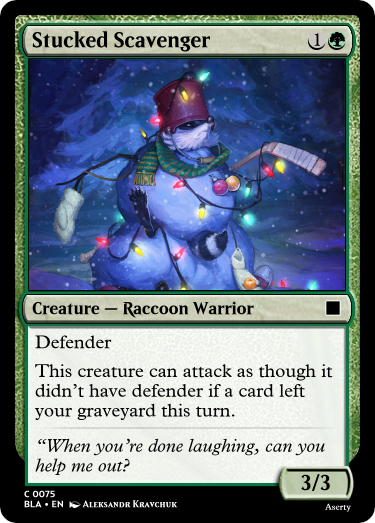 Stucked Scavenger 1
Creature — Raccoon Warrior
Defender
This creature can attack as though it
didn't have defender if a card left
your graveyard this turn.
“When you're done laughing, can you
help me out?
3/3
C 0075
BLA • EN Aleksandr Kravchuk
Aserty